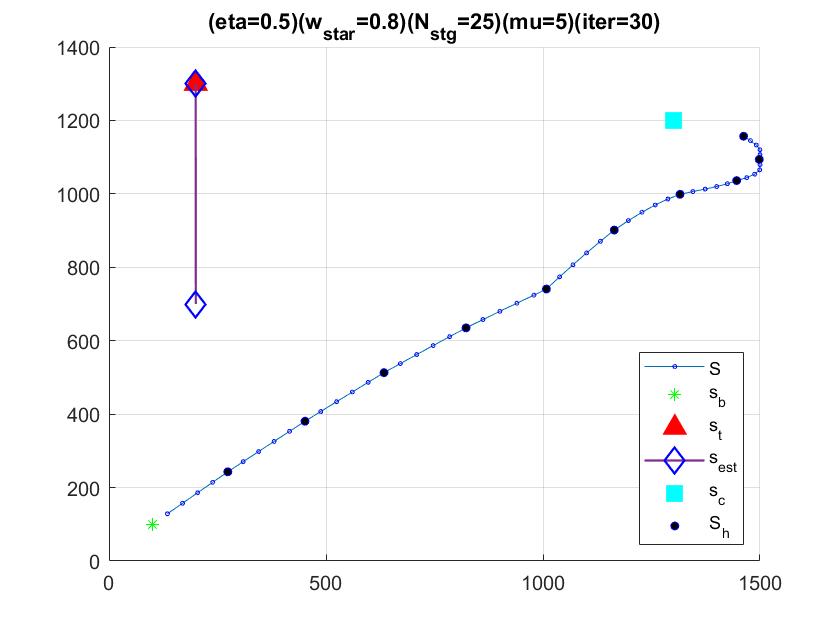 (eta=0.5)(w_star=0.8)(N_stg=25)(mu=5)(iter=30)
1400
1200
1000
800
600
400
200
0
0 500 1000 1500
S
s_b
s_t
s_est
s_c
S_h